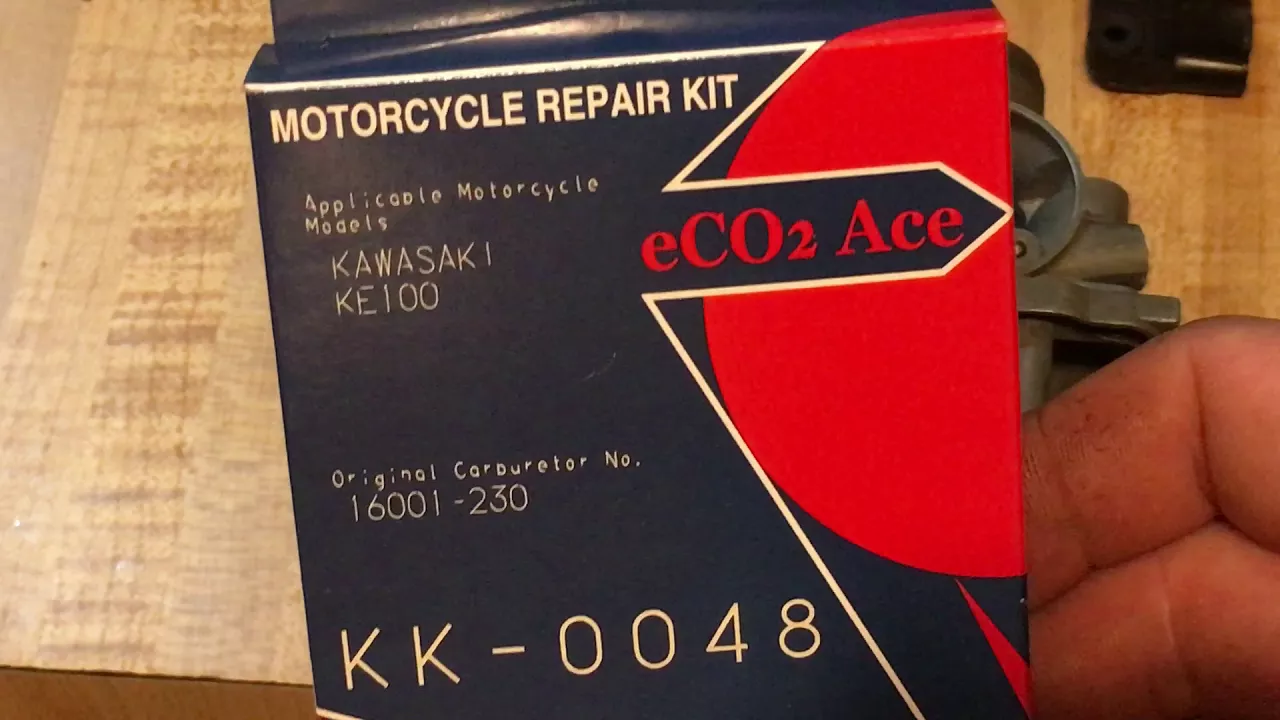 MOTORCYCLE REPAIR KIT
Applicable Motorcycle
Models
KAWASAKI
KE100
eCO2 Ace
Original Carburetor No.
16001-230
KK-0048